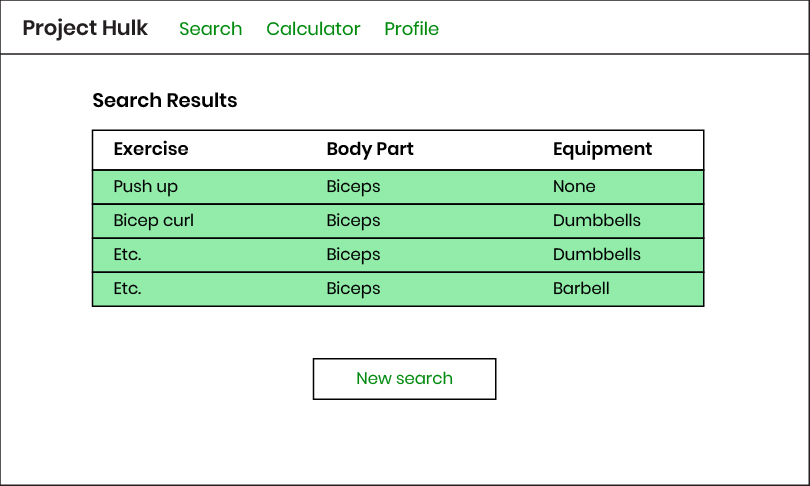 Project Hulk Search Calculator Profile
Search Results
Exercise Body Part Equipment
Push up Biceps None
Bicep curl Biceps Dumbbells
Etc. Biceps Dumbbells
Etc. Biceps Barbell
New search